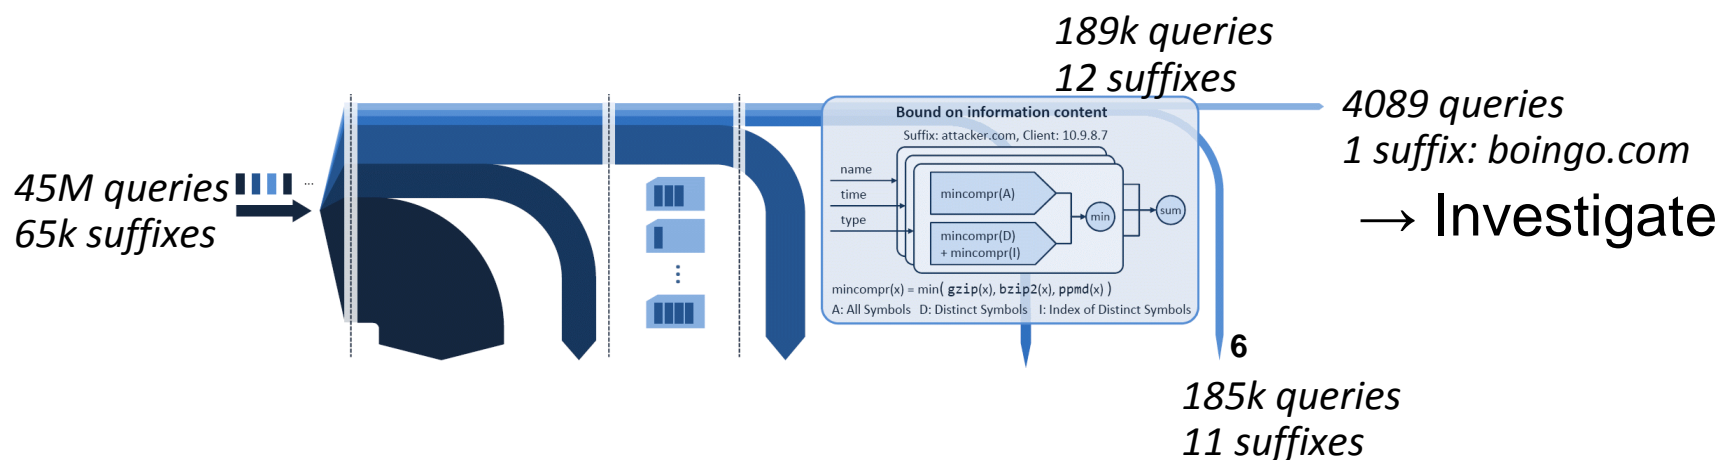 189k queries
12 suffixes
4089 queries
1 suffix: boingo.com
→ Investigate
45M queries
65k suffixes
...
Bound on information content
Suffix: attacker.com, Client: 10.9.8.7
name
time
type
mincompr(A)
mincompr(D)
+ mincompr(I)
min
sum
mincompr(x) = min( gzip(x), bzip2(x), ppmd(x) )
A: All Symbols D: Distinct Symbols I: Index of Distinct Symbols
6
185k queries
11 suffixes